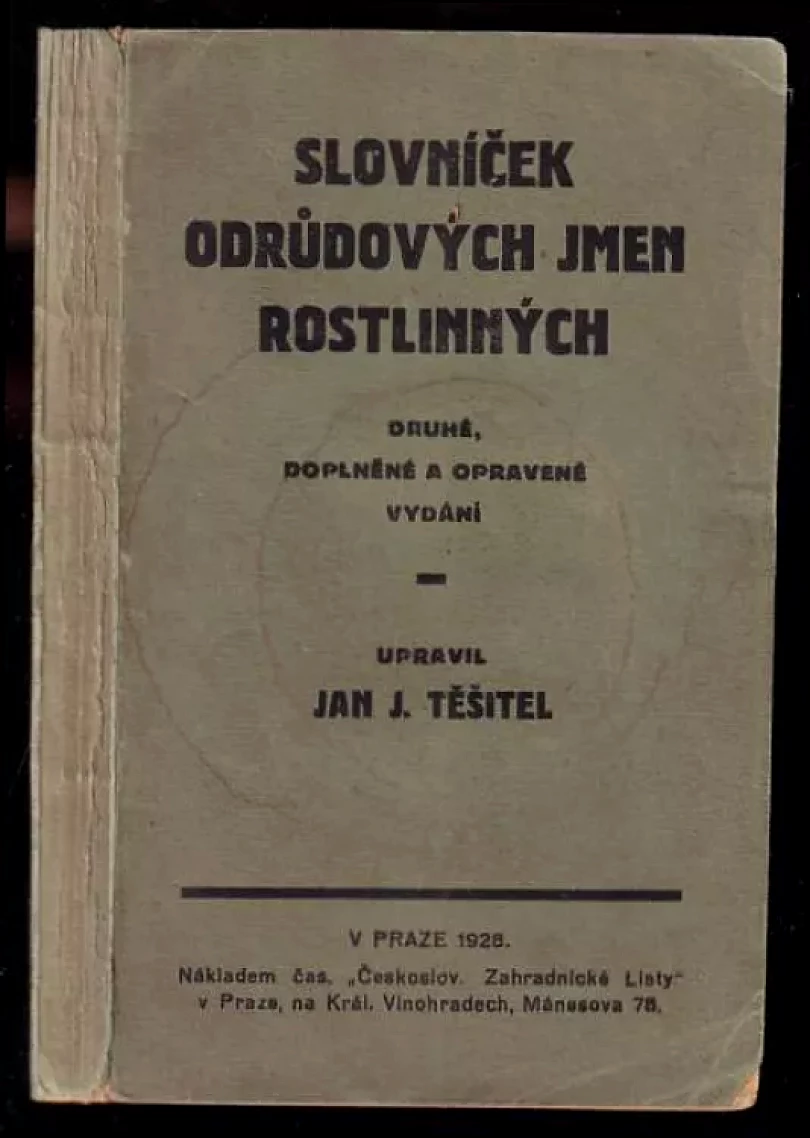 SLOVNÍČEK
ODRŮDOVÝCH JMEN
ROSTLINNÝCH
DRUHÉ,
DOPLNĚNÉ A OPRAVENÉ
VYDÁNÍ
UPRAVIL
JAN J. TĚŠITEL
V PRAZE 1928.
Nákladem čas. „Českoslov. Zahradnické Listy“
v Praze, na Král. Vinohradech, Mánesova 78.